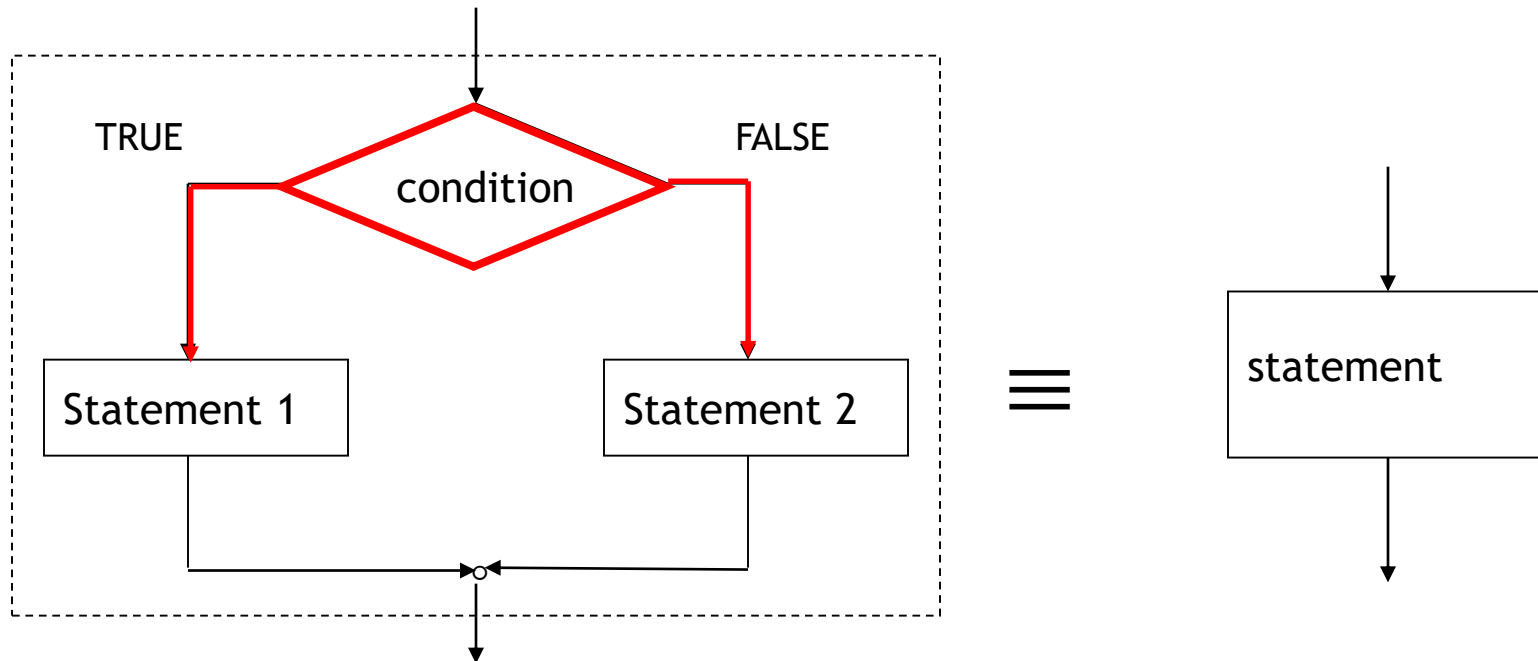 TRUE
FALSE
condition
Statement 1
Statement 2
≡
statement